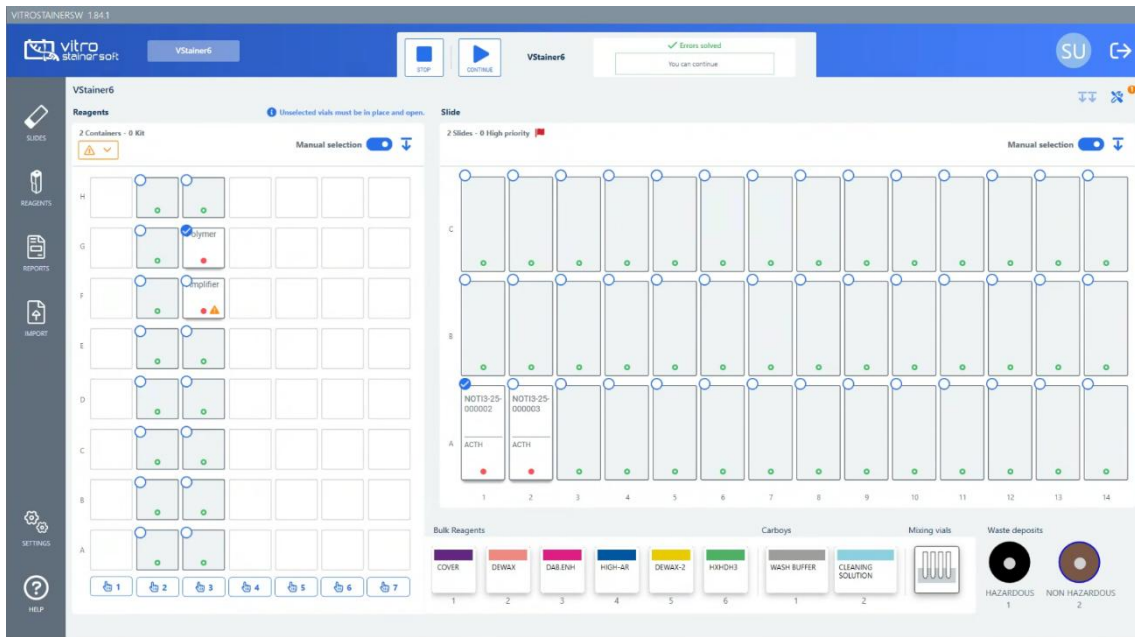 VITROSTAINERSW 1.84.1
vitro
stainer soft
VStainer6
STOP
CONTINUE
VStainer6
Errors solved
You can continue
SU
VStainer6
SLIDES
REAGENTS
REPORTS
IMPORT
SETTINGS
HELP
Reagents
Unselected vials must be in place and open.
2 Containers - 0 Kit
Manual selection
H
G
olymer
F
mplifier
E
D
C
B
A
1 2 3 4 5 6 7
Slide
2 Slides - 0 High priority
Manual selection
1
C
B
A
NOTI3-25-
000002
ACTH
NOTI3-25-
000003
ACTH
1 2 3 4 5 6 7 8 9 10 11 12 13 14
Bulk Reagents
COVER
DEWAX
DAB.ENH
HIGH-AR
DEWAX-2
HXHDH3
1 2 3 4 5 6
Carboys
WASH BUFFER
CLEANING
SOLUTION
1 2
Mixing vials
Waste deposits
HAZARDOUS
1
NON HAZARDOUS
2